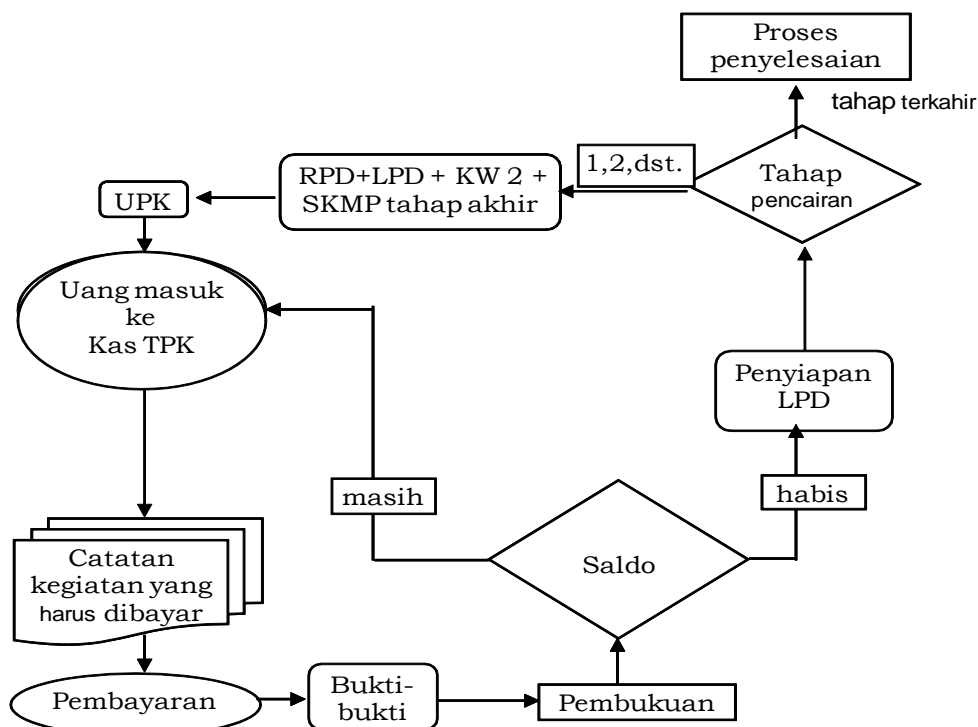 Proses
penyelesaian
tahap terkahir
Tahap
pencairan
1,2,dst.
RPD+LPD + KW 2 +
SKMP tahap akhir
UPK
Uang masuk
ke
Kas TPK
Penyiapan
LPD
masih
habis
Saldo
Catatan
kegiatan yang
harus dibayar
Pembayaran
Bukti-
bukti
Pembukuan